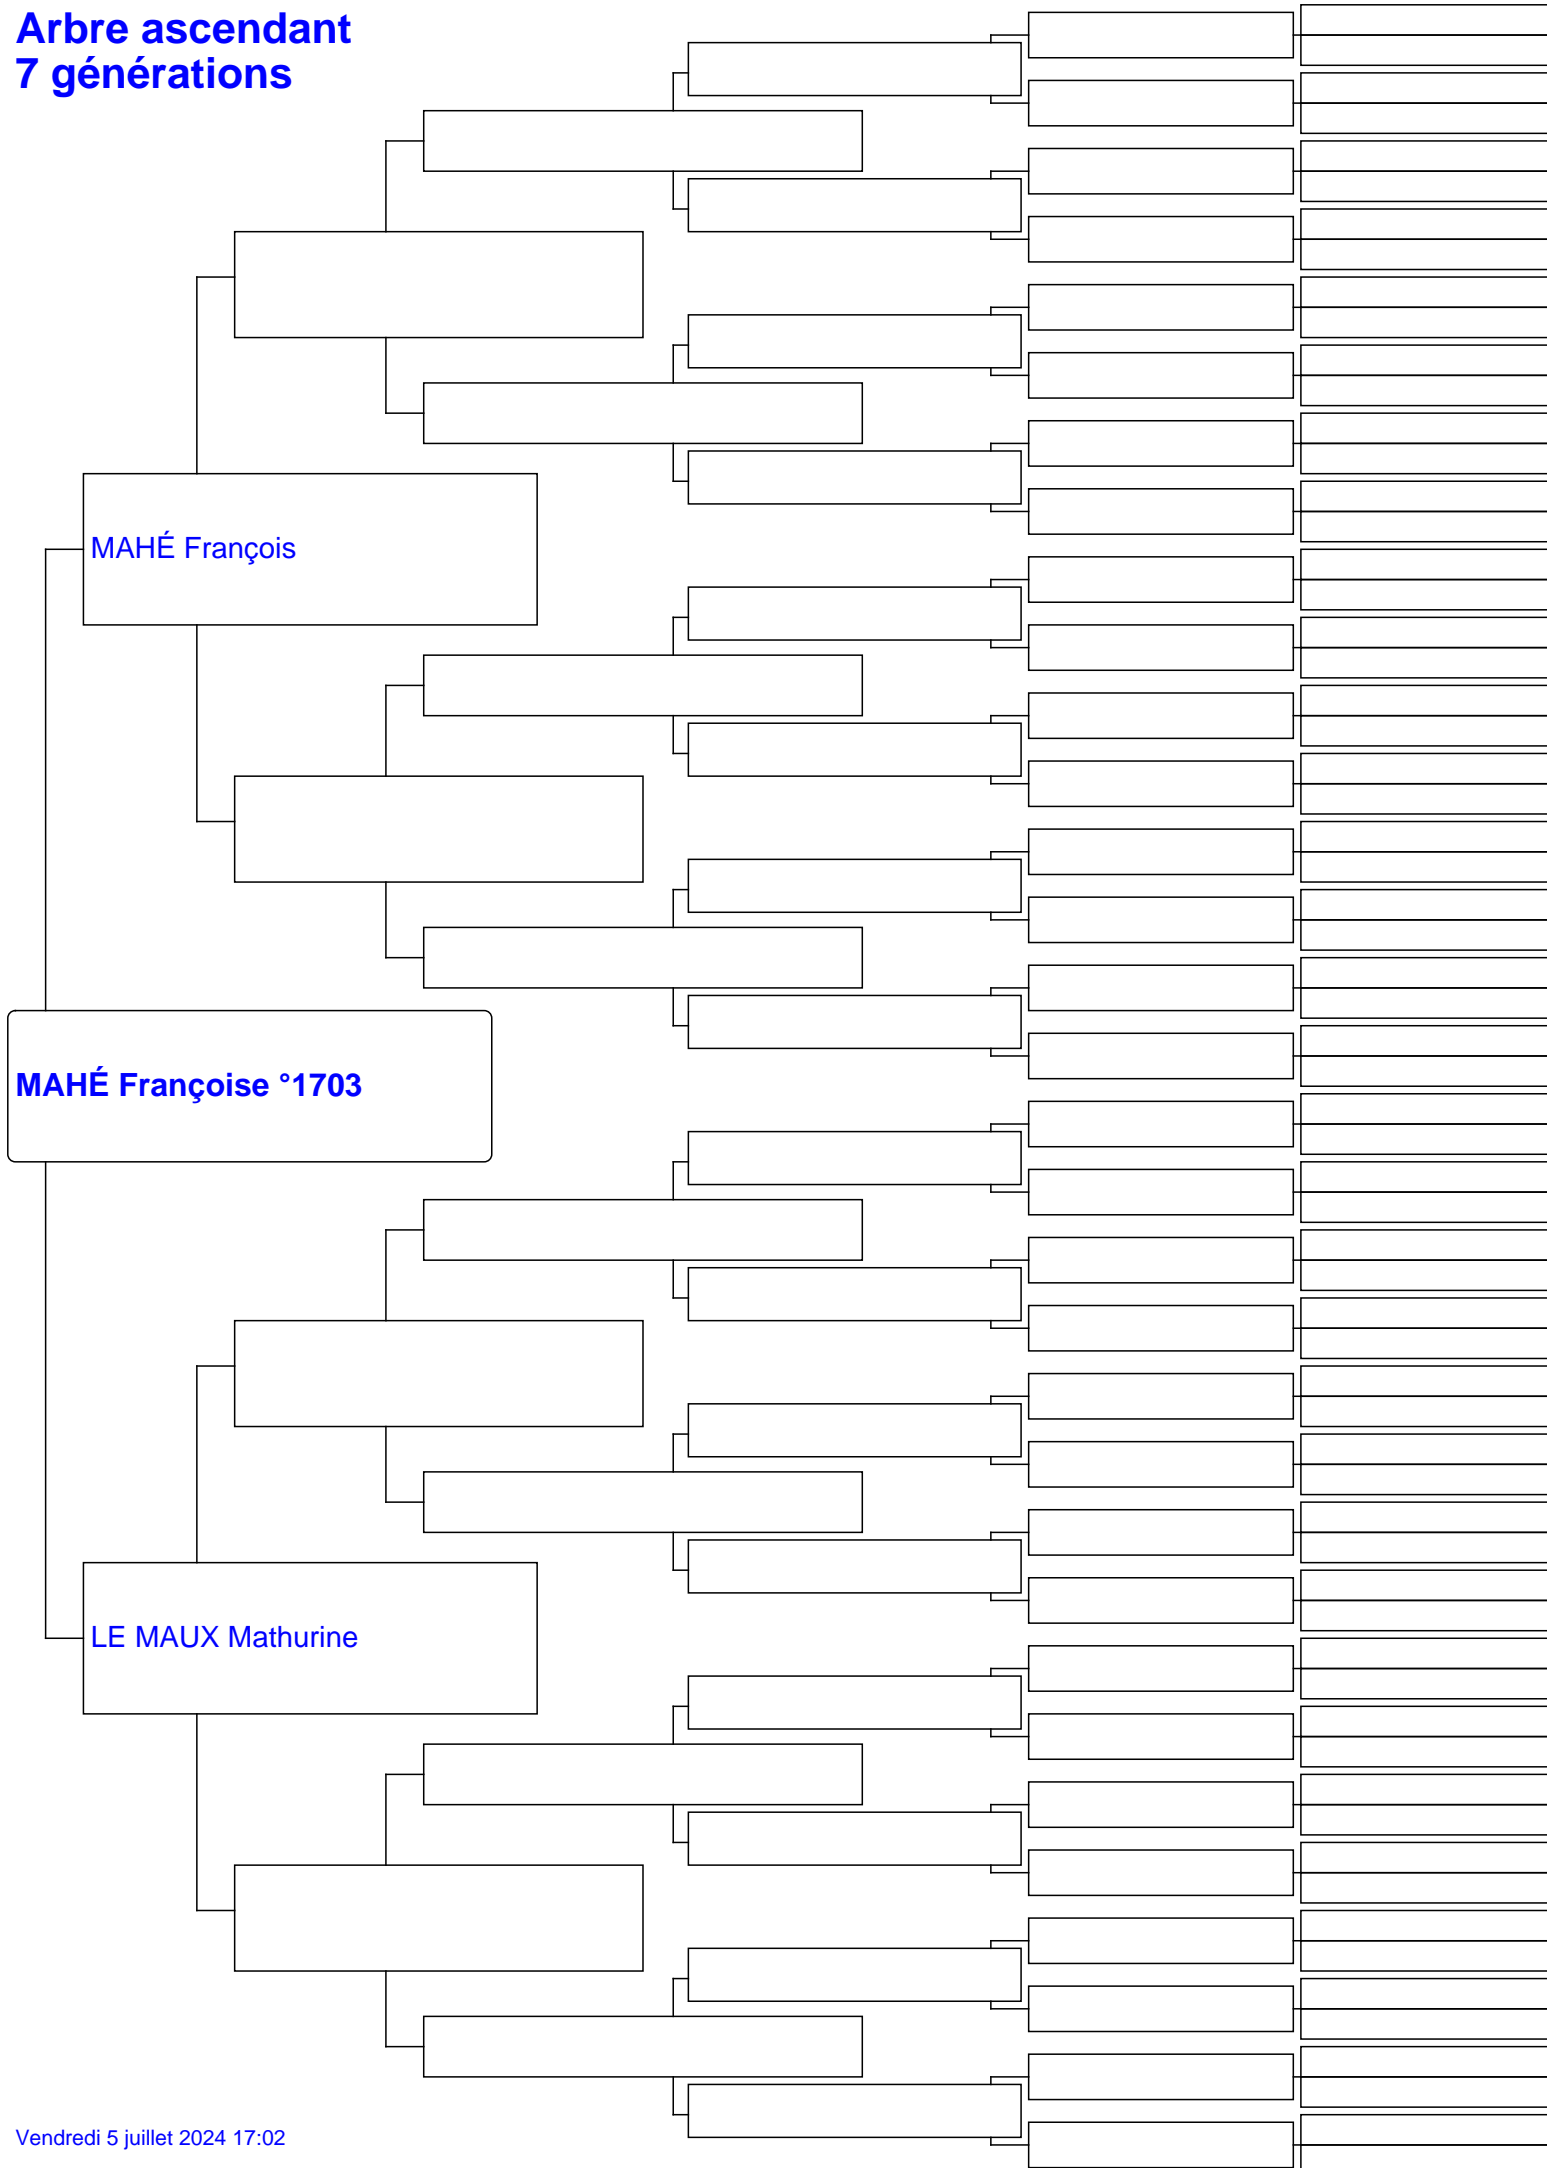 Arbre ascendant
7 générations
MAHÉ François
MAHÉ Françoise °1703
LE MAUX Mathurine
Vendredi 5 juillet 2024 17:02